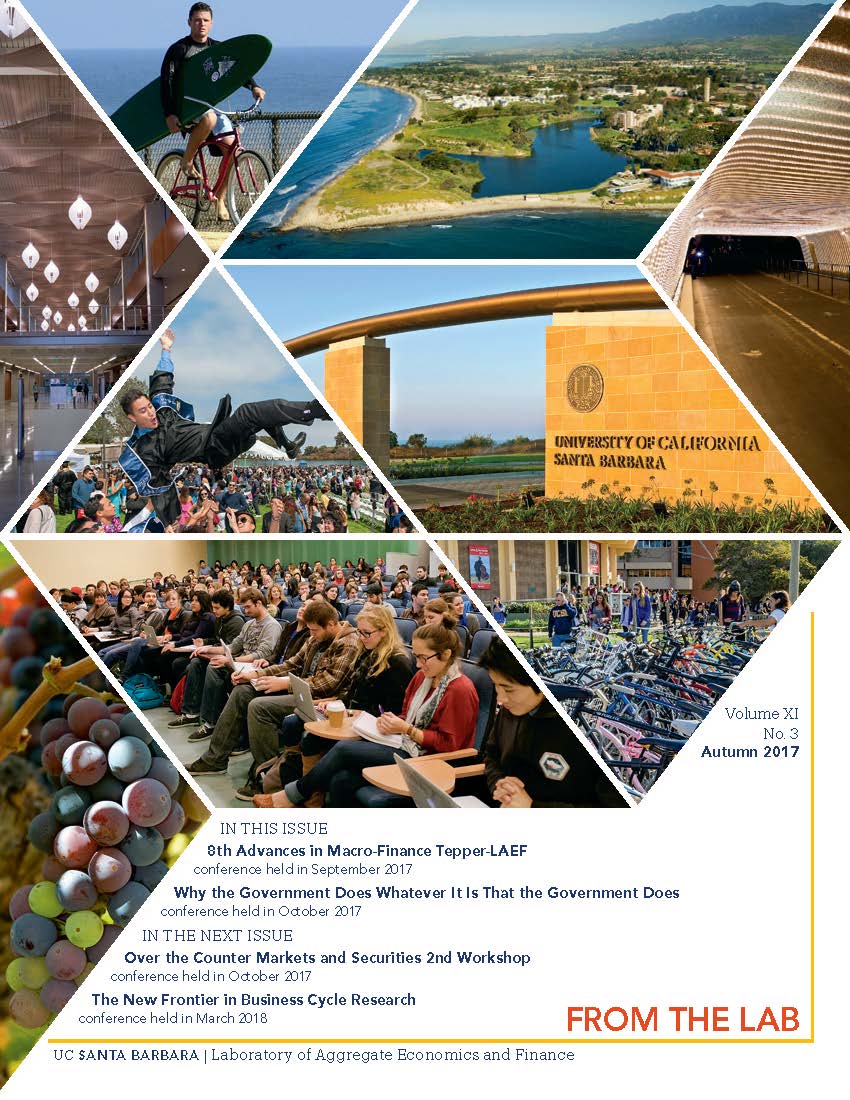 UNIVERSITY OF CALIFORNIA
SANTA BARBARA
Volume XI
No. 3
Autumn 2017
IN THIS ISSUE
8th Advances in Macro-Finance Tepper-LAEF
conference held in September 2017
Why the Government Does Whatever It Is That the Government Does
conference held in October 2017
IN THE NEXT ISSUE
Over the Counter Markets and Securities 2nd Workshop
conference held in October 2017
The New Frontier in Business Cycle Research
conference held in March 2018
FROM THE LAB
UC SANTA BARBARA | Laboratory of Aggregate Economics and Finance